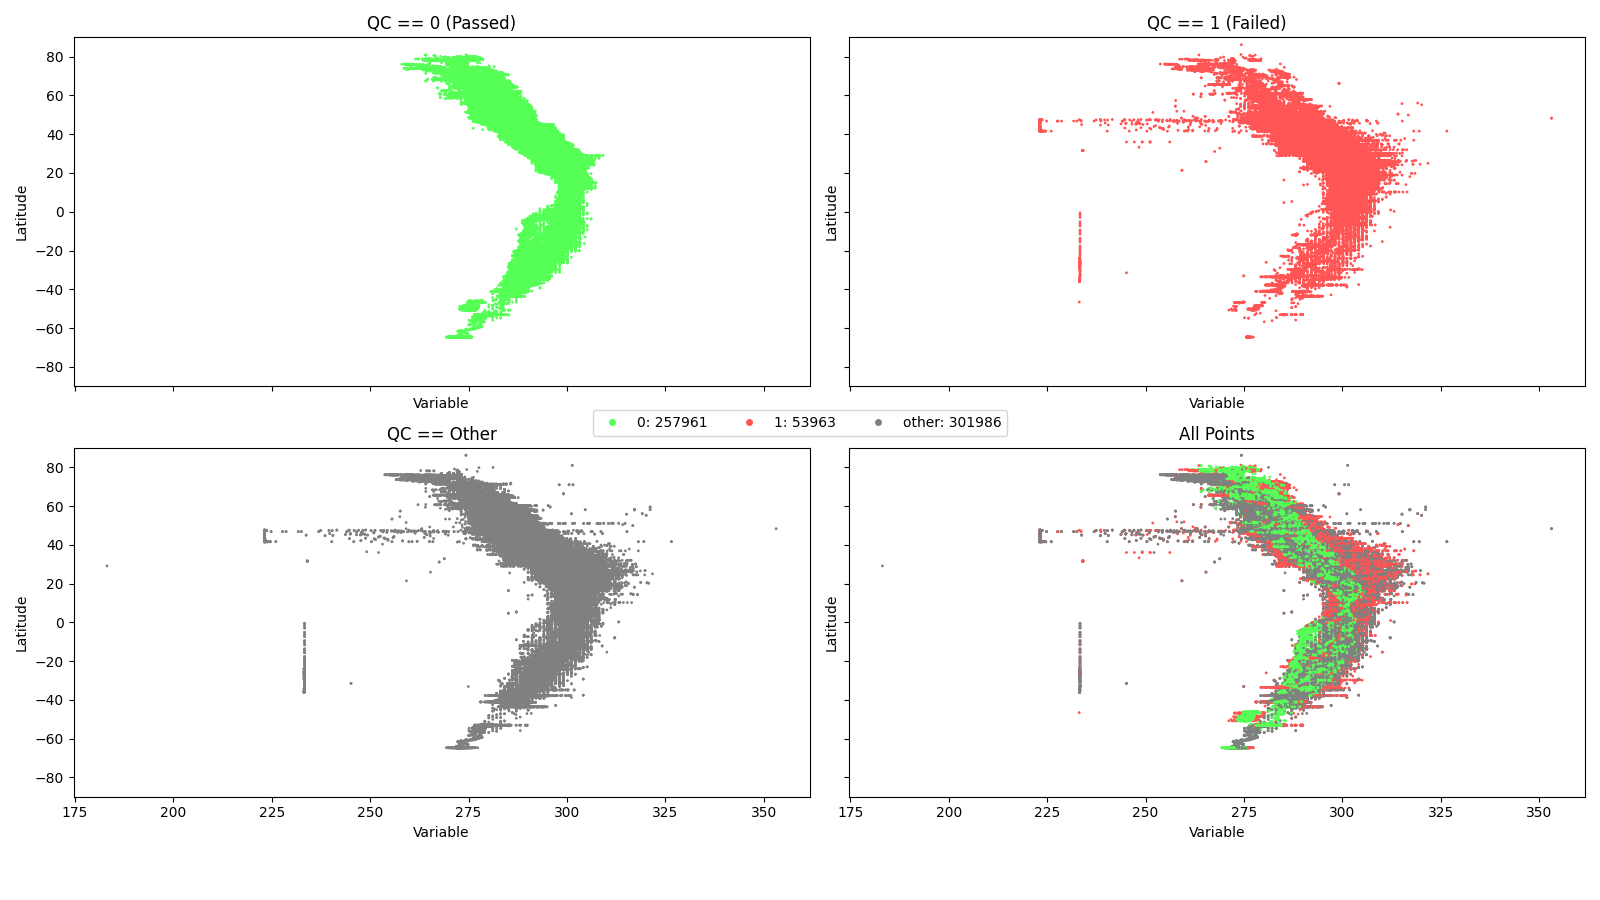 QC == 0 (Passed)
Latitude
80
60
40
20
0
−20
−40
−60
−80
Variable
QC == 1 (Failed)
Latitude
Variable
0: 257961 1: 53963 other: 301986
QC == Other
Latitude
80
60
40
20
0
−20
−40
−60
−80
175 200 225 250 275 300 325 350
Variable
All Points
Latitude
175 200 225 250 275 300 325 350
Variable